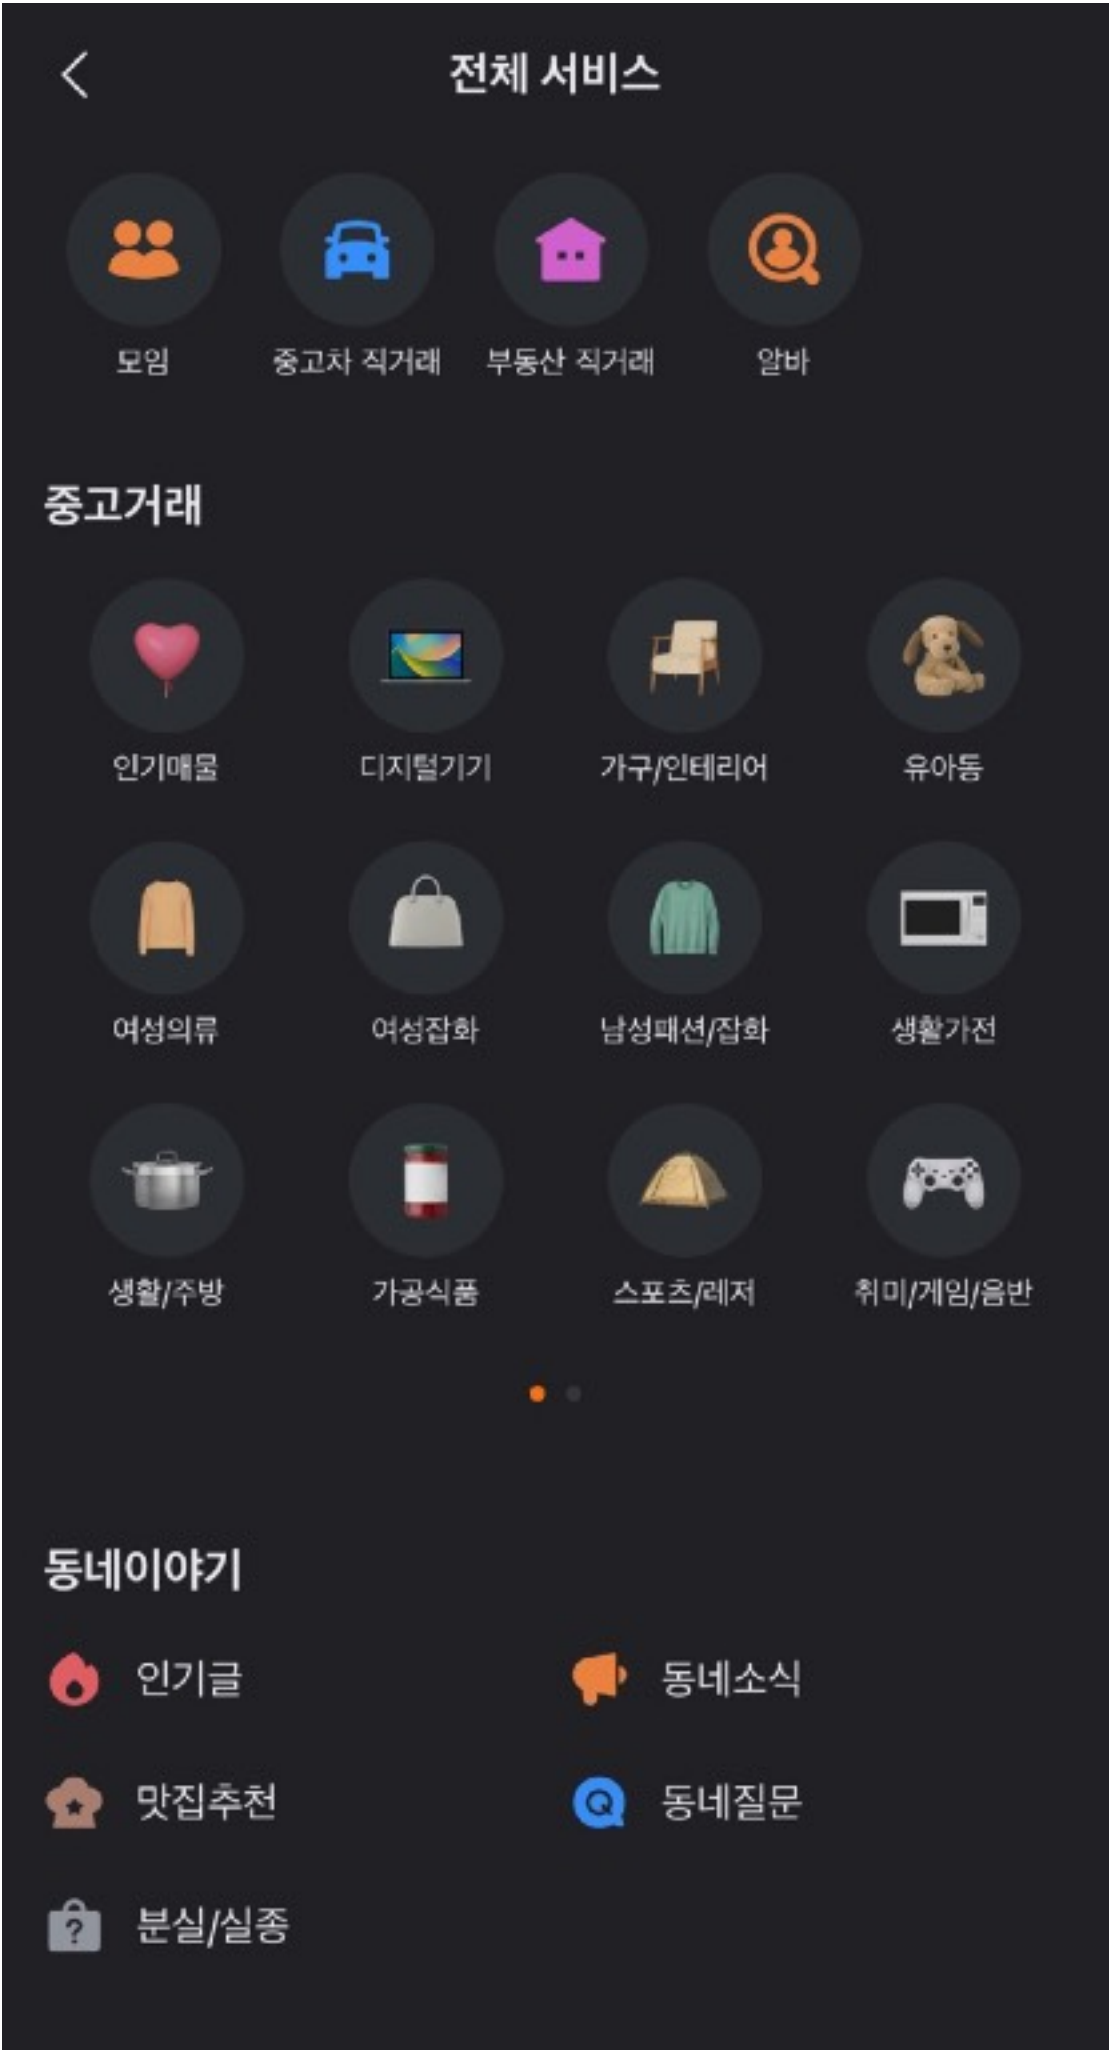 전체 서비스
모임 중고차 직거래 부동산 직거래 알바
중고거래
인기매물 디지털기기 가구/인테리어 유아동
여성의류 여성잡화 남성패션/잡화 생활가전
생활/주방 가공식품 스포츠/레저 취미/게임/음반
동네이야기
인기글 동네소식
맛집추천 동네질문
분실/실종